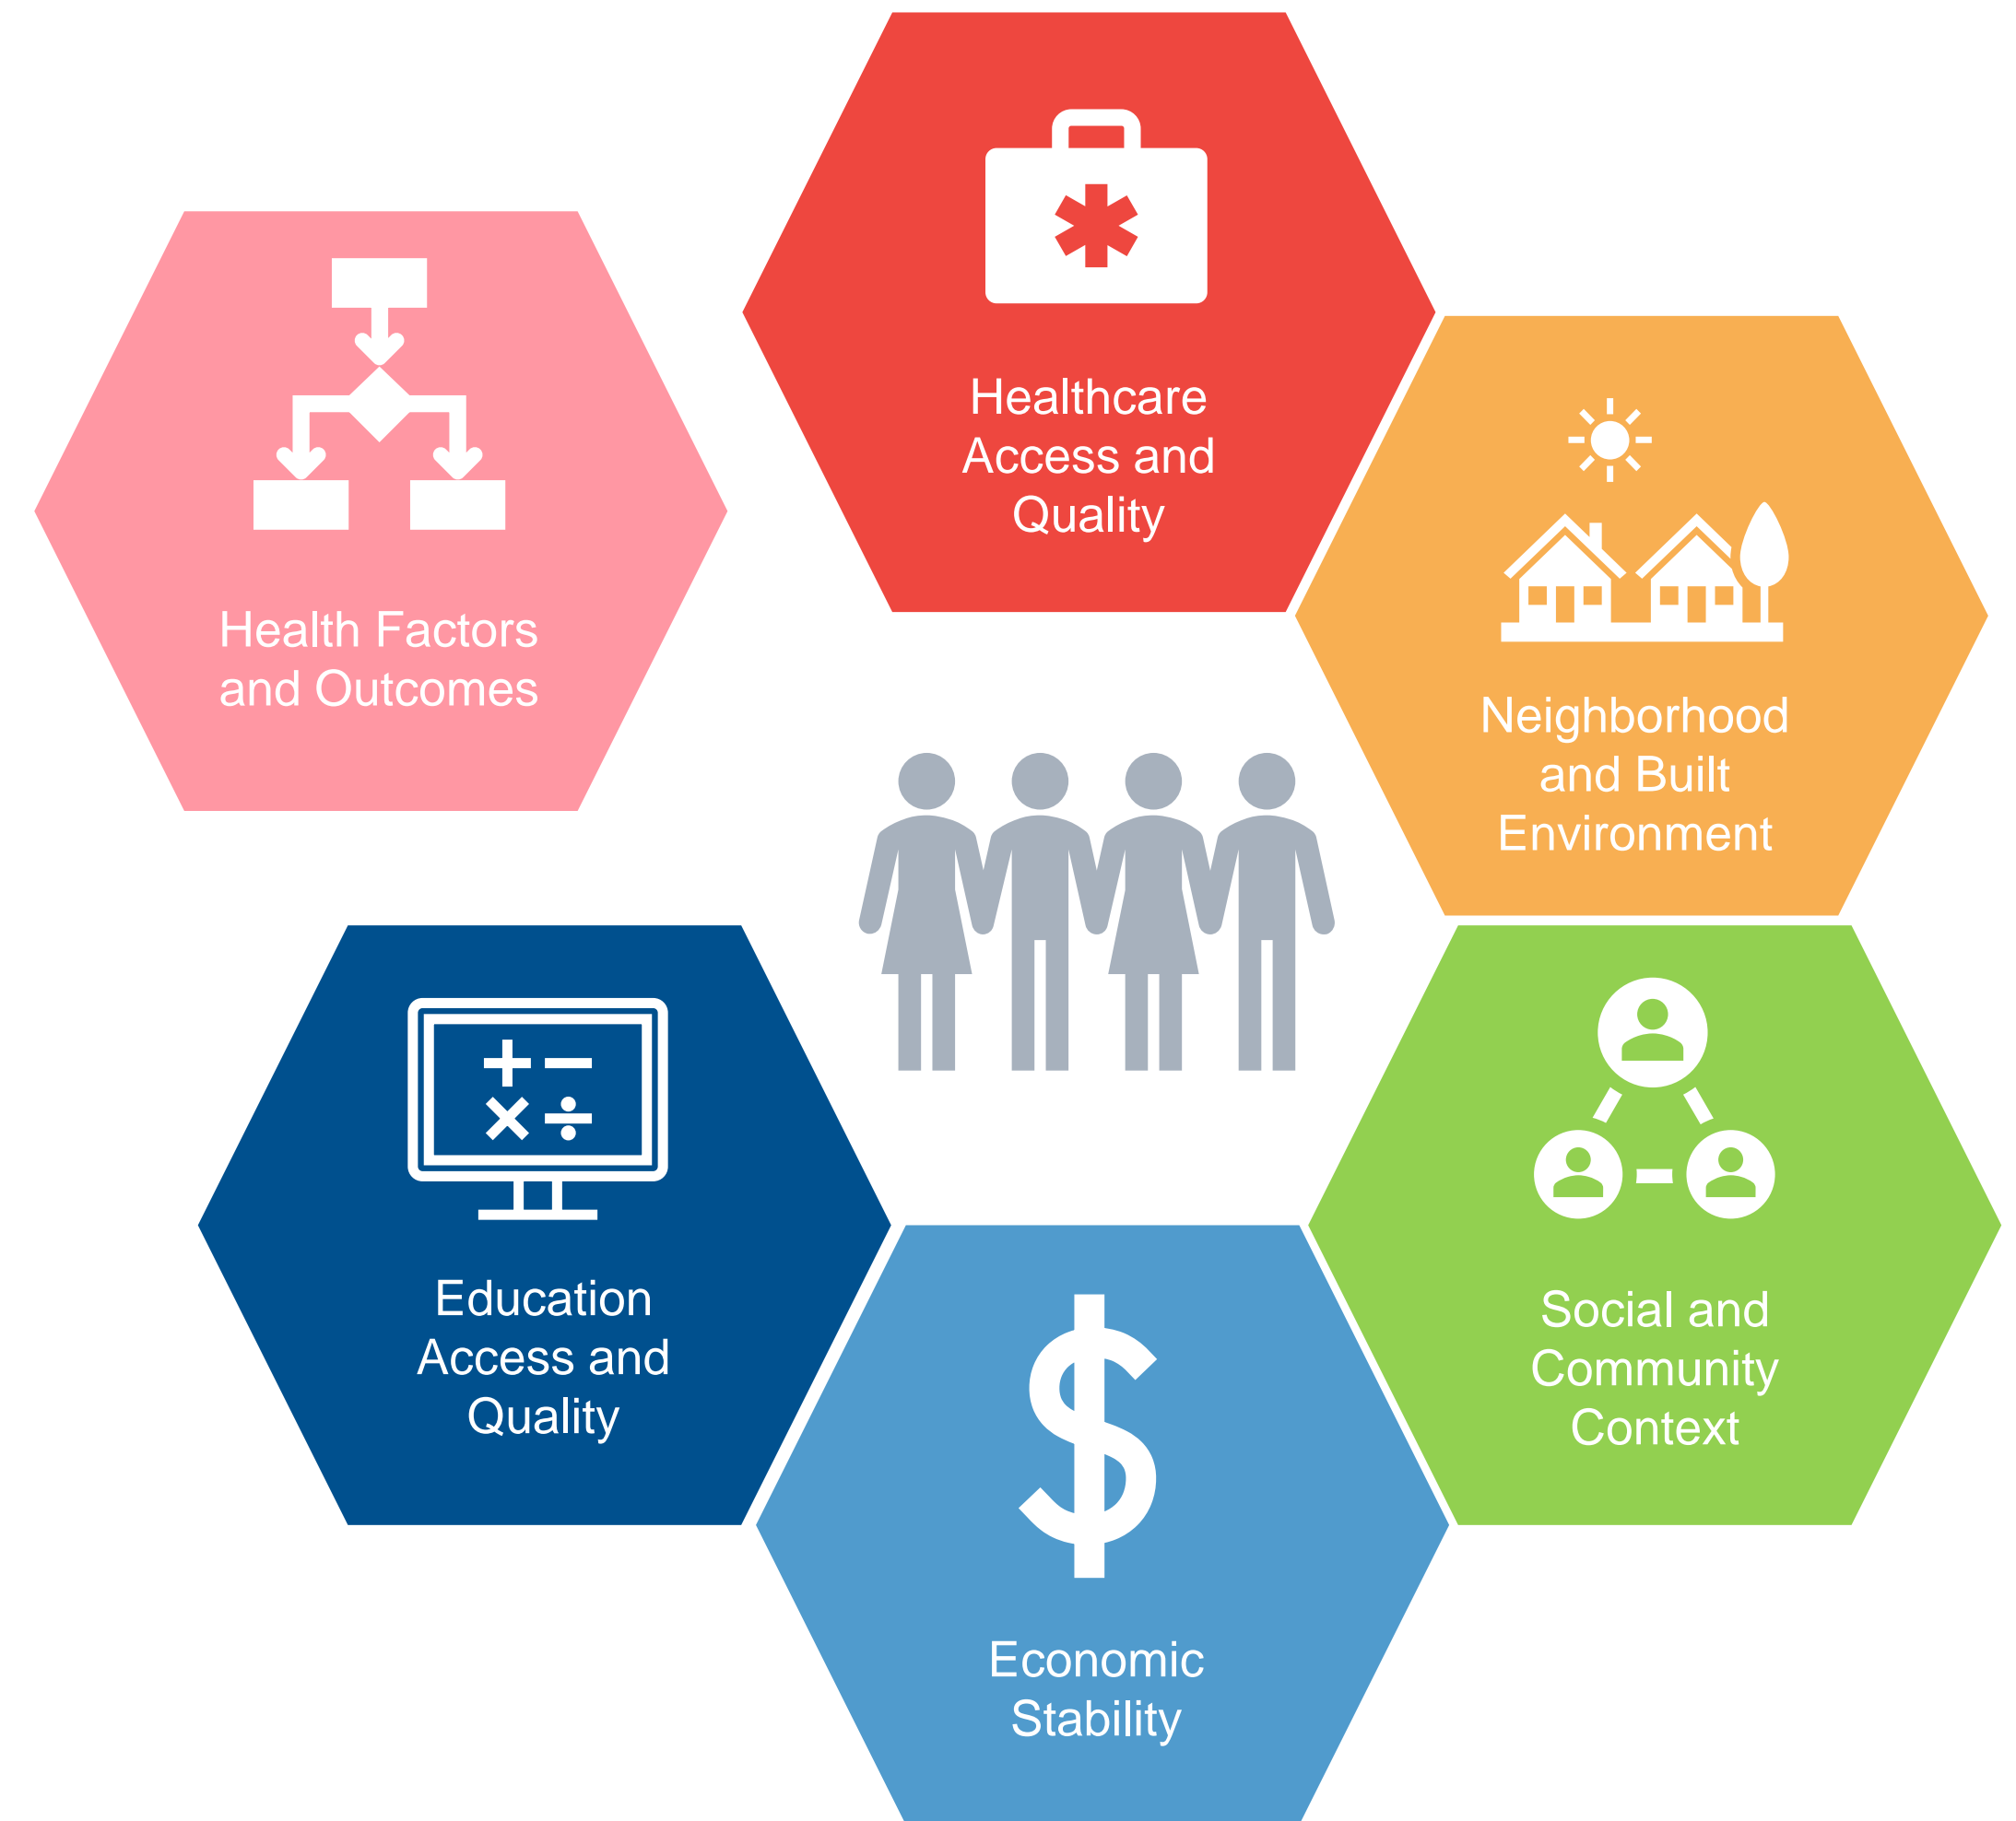 Healthcare
Access and
Quality
Health Factors
and Outcomes
Neighborhood
and Built
Environment
Education
Access and
Quality
Social and
Community
Context
Economic
Stability